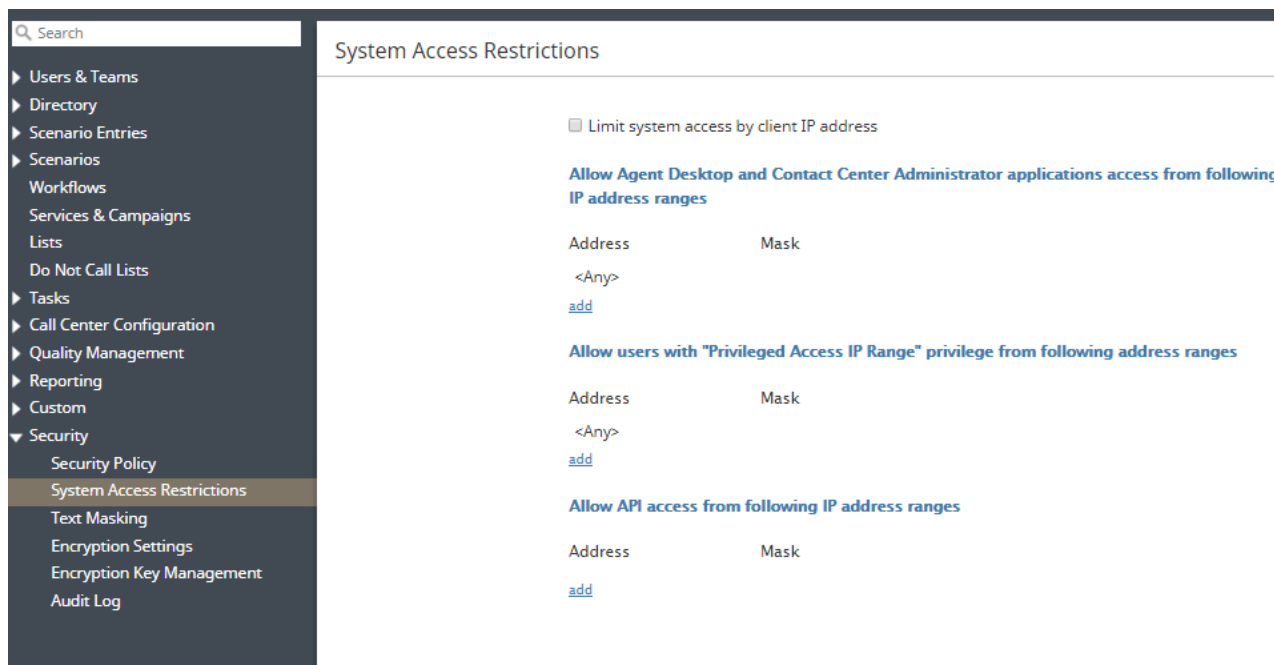 Search
Users & Teams
Directory
Scenario Entries
Scenarios
Workflows
Services & Campaigns
Lists
Do Not Call Lists
Tasks
Call Center Configuration
Quality Management
Reporting
Custom
Security
Security Policy
System Access Restrictions
Text Masking
Encryption Settings
Encryption Key Management
Audit Log
System Access Restrictions
Limit system access by client IP address
Allow Agent Desktop and Contact Center Administrator applications access from following
IP address ranges
Address Mask
<Any>
add
Allow users with "Privileged Access IP Range" privilege from following address ranges
Address Mask
<Any>
add
Allow API access from following IP address ranges
Address Mask
add